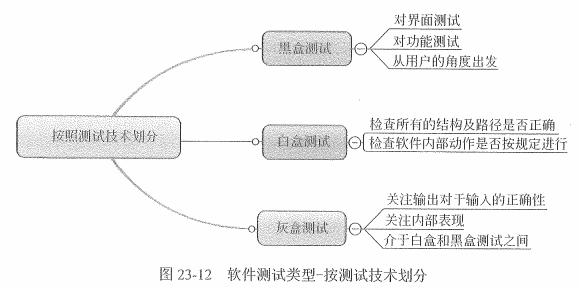 对界面测试
黑盒测试
对功能测试
从用户的角度出发
按照测试技术划分
白盒测试
检查所有的结构及路径是否正确
检查软件内部动作是否按规定进行
灰盒测试
关注输出对于输入的正确性
关注内部表现
介于白盒和黑盒测试之间
图 23-12 软件测试类型-按测试技术划分